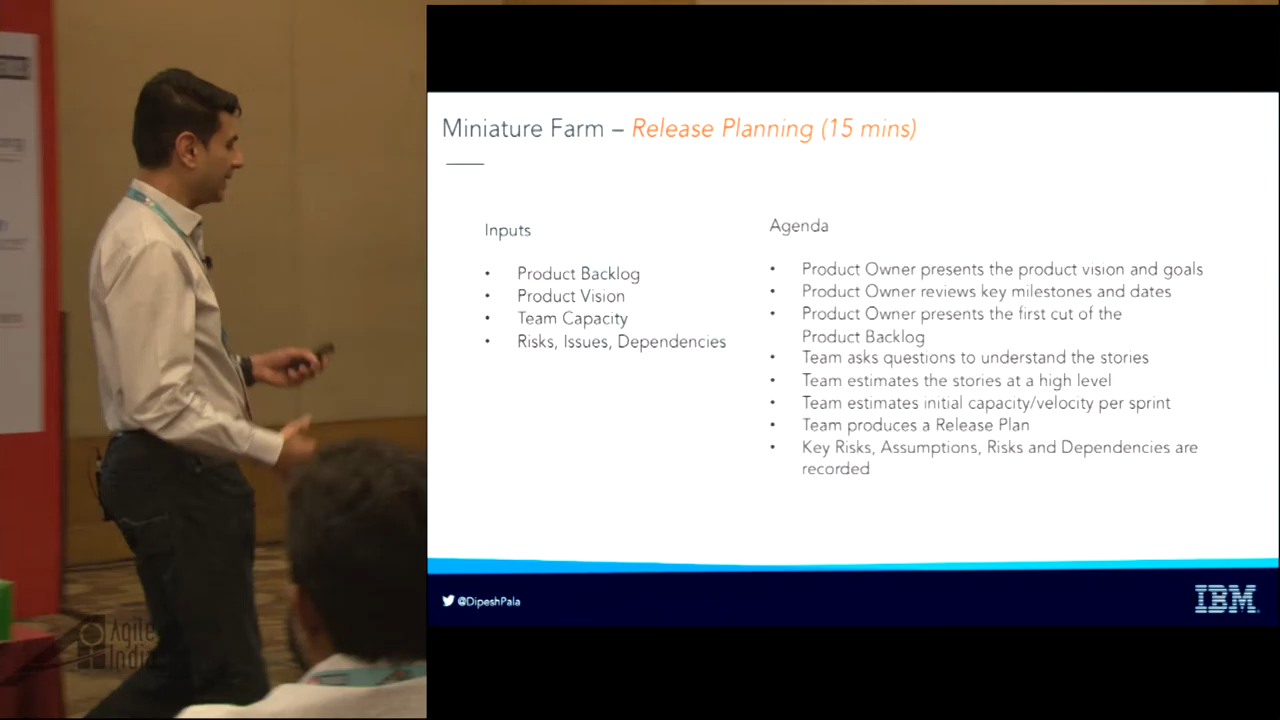 Miniature Farm – Release Planning (15 mins)
Inputs
• Product Backlog
• Product Vision
• Team Capacity
• Risks, Issues, Dependencies
Agenda
• Product Owner presents the product vision and goals
• Product Owner reviews key milestones and dates
• Product Owner presents the first cut of the
Product Backlog
• Team asks questions to understand the stories
• Team estimates the stories at a high level
• Team estimates initial capacity/velocity per sprint
• Team produces a Release Plan
• Key Risks, Assumptions, Risks and Dependencies are
recorded
@DipeshPala
IBM
Agile
India